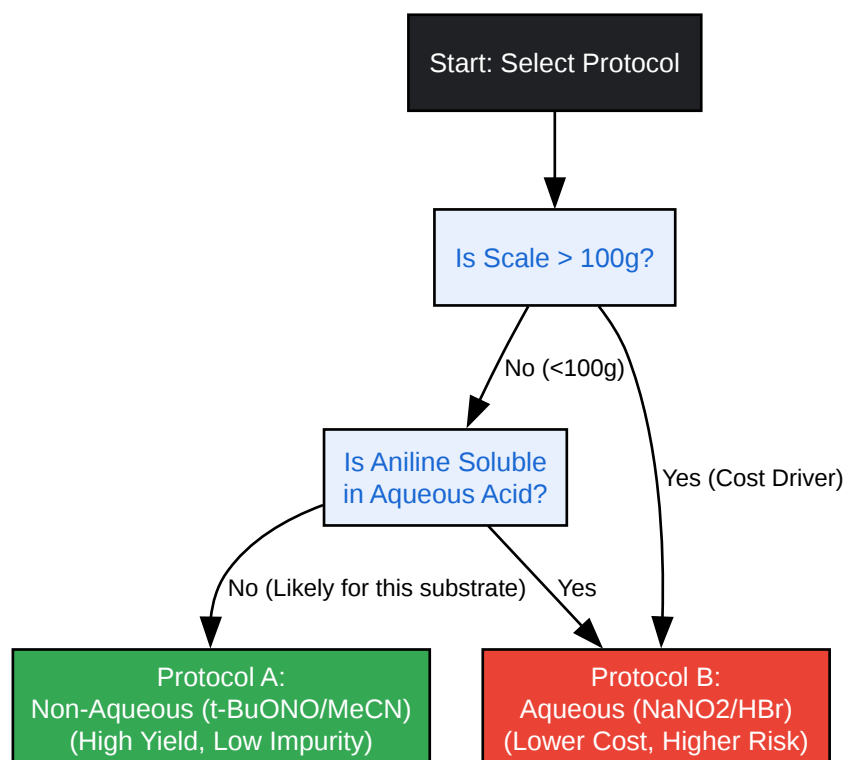 Start: Select Protocol
Is Scale > 100g?
No (<100g)
Is Aniline Soluble
in Aqueous Acid?
Yes (Cost Driver)
No (Likely for this substrate)
Yes
Protocol A:
Non-Aqueous (t-BuONO/MeCN)
(High Yield, Low Impurity)
Protocol B:
Aqueous (NaNO2/HBr)
(Lower Cost, Higher Risk)